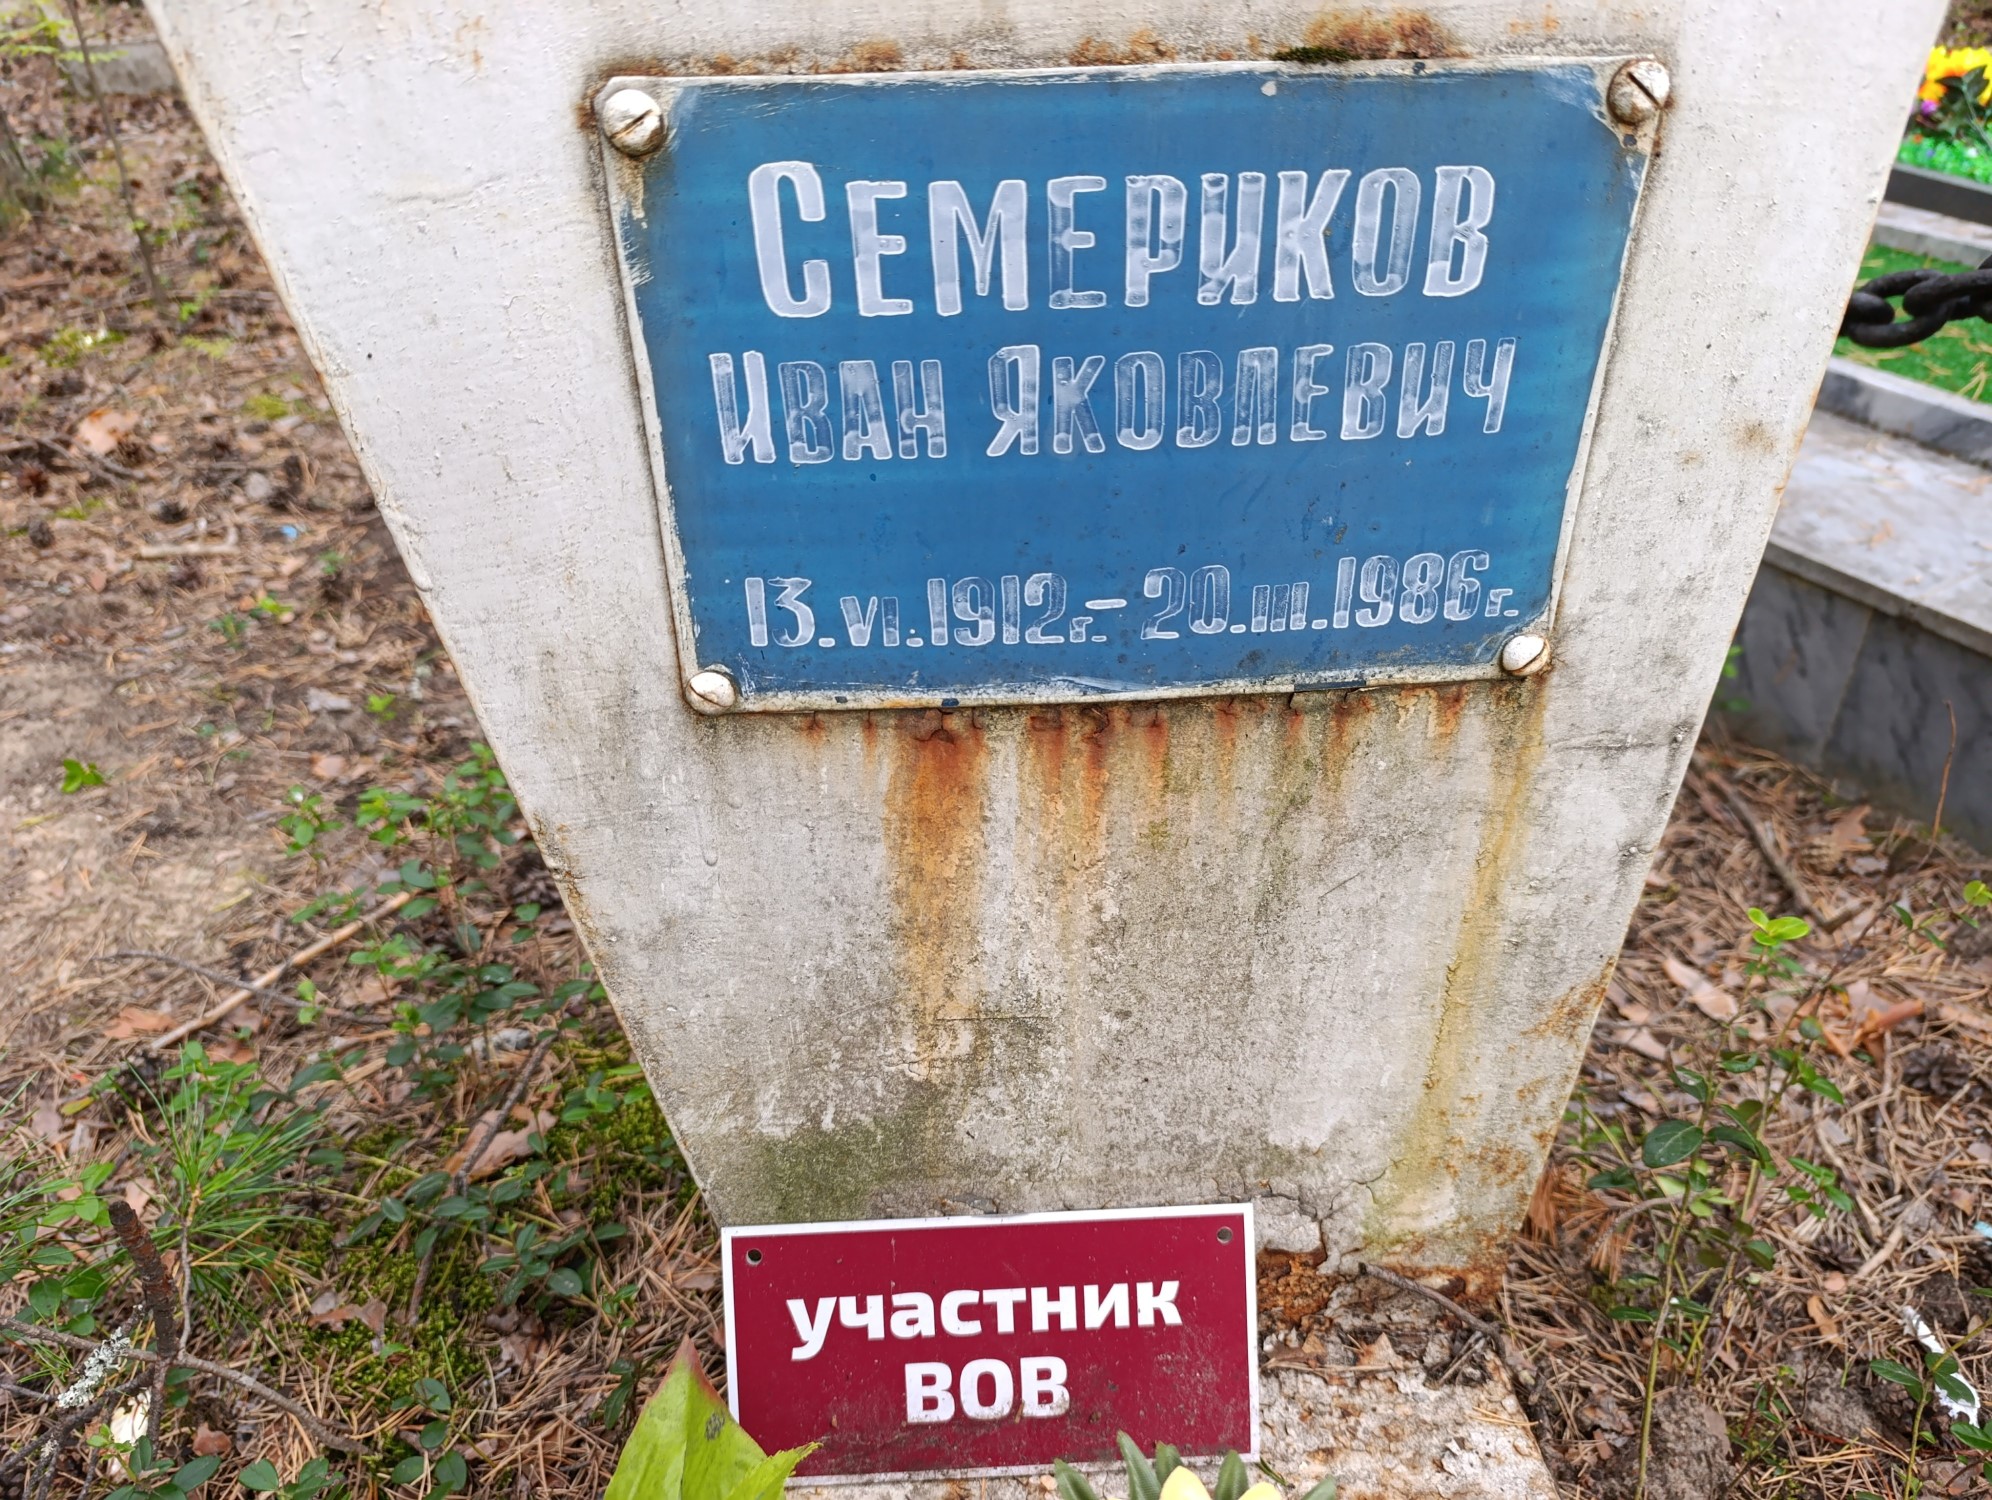 Семериков
Иван Яковлевич
13.VI.1912г.-20.III.1986г.
участник
ВОВ